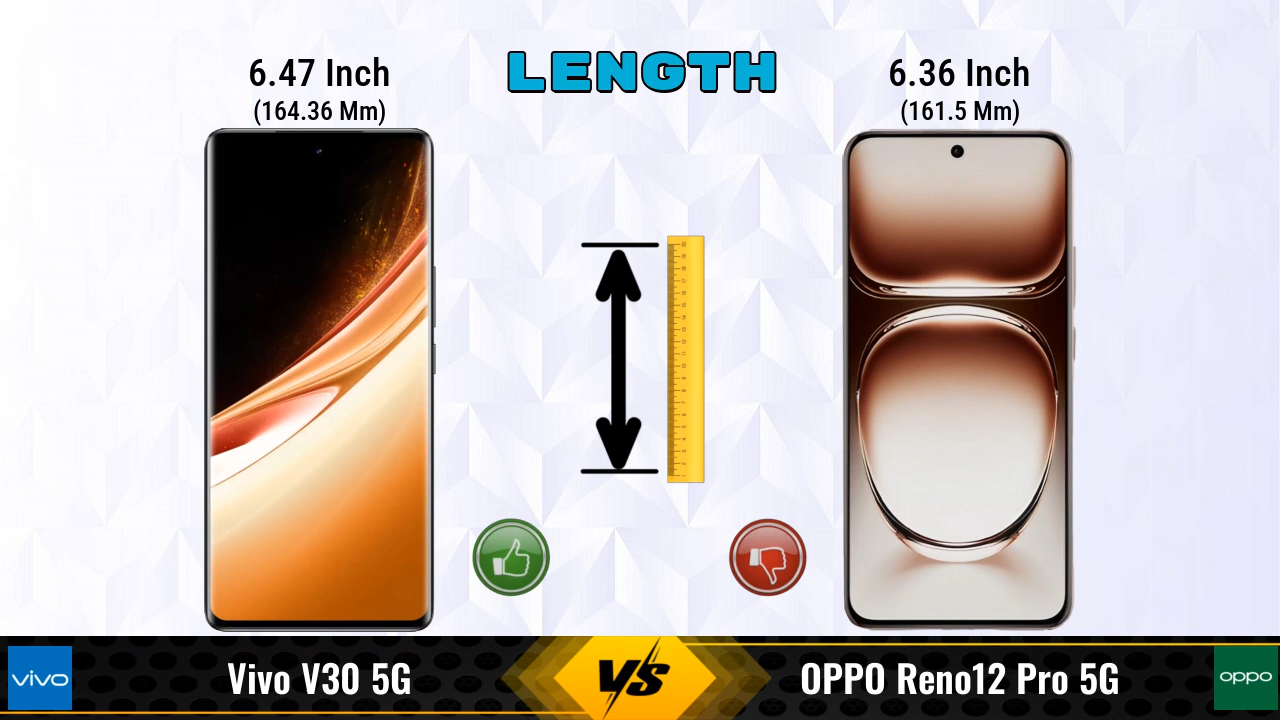 LENGTH
6.47 Inch
(164.36 Mm)
6.36 Inch
(161.5 Mm)
vivo
Vivo V30 5G
VS
OPPO Reno12 Pro 5G
oppo